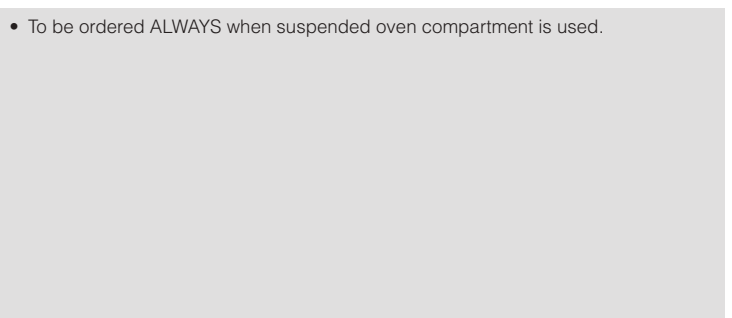 • To be ordered ALWAYS when suspended oven compartment is used.